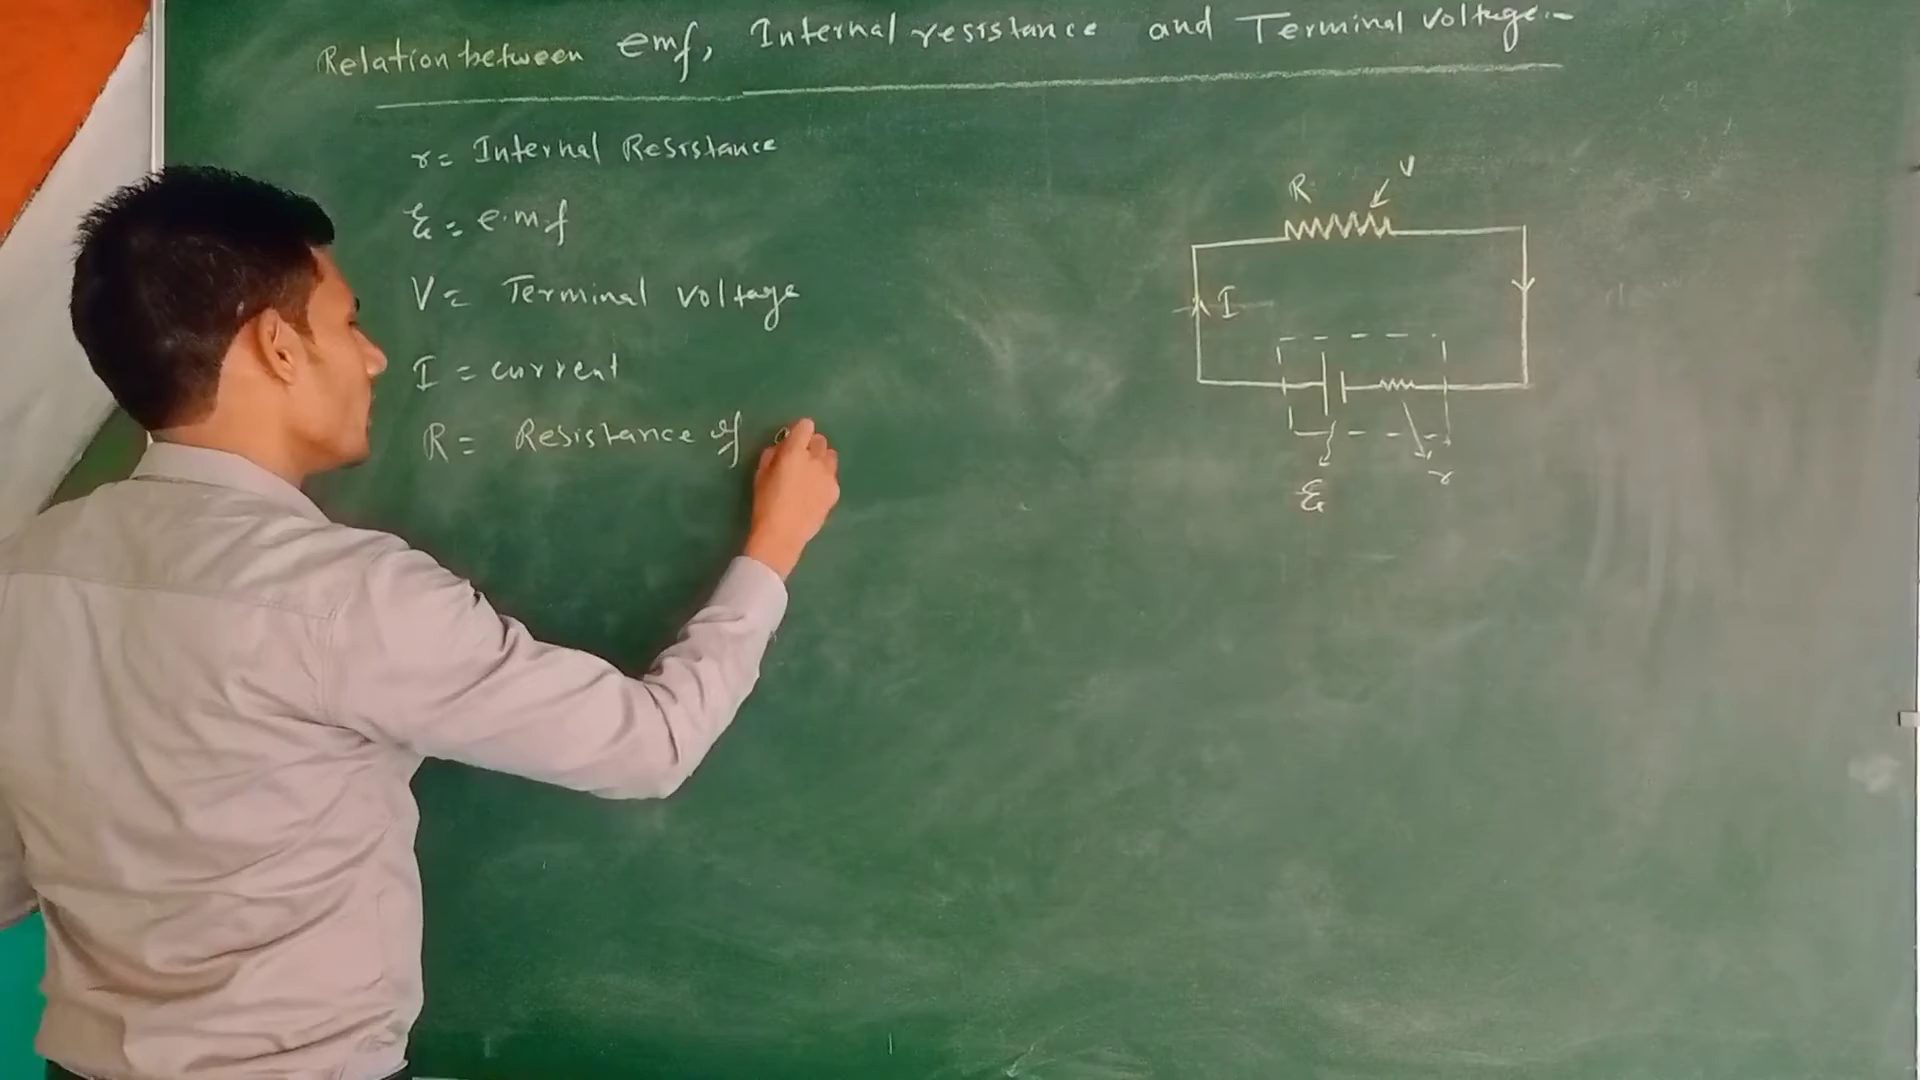 Relation between emf, Internal resistance and Terminal voltage:-
r = Internal Resistance
ℰ = e.m.f
V = Terminal voltage
I = current
R = Resistance of
R
V
I
ℰ
r